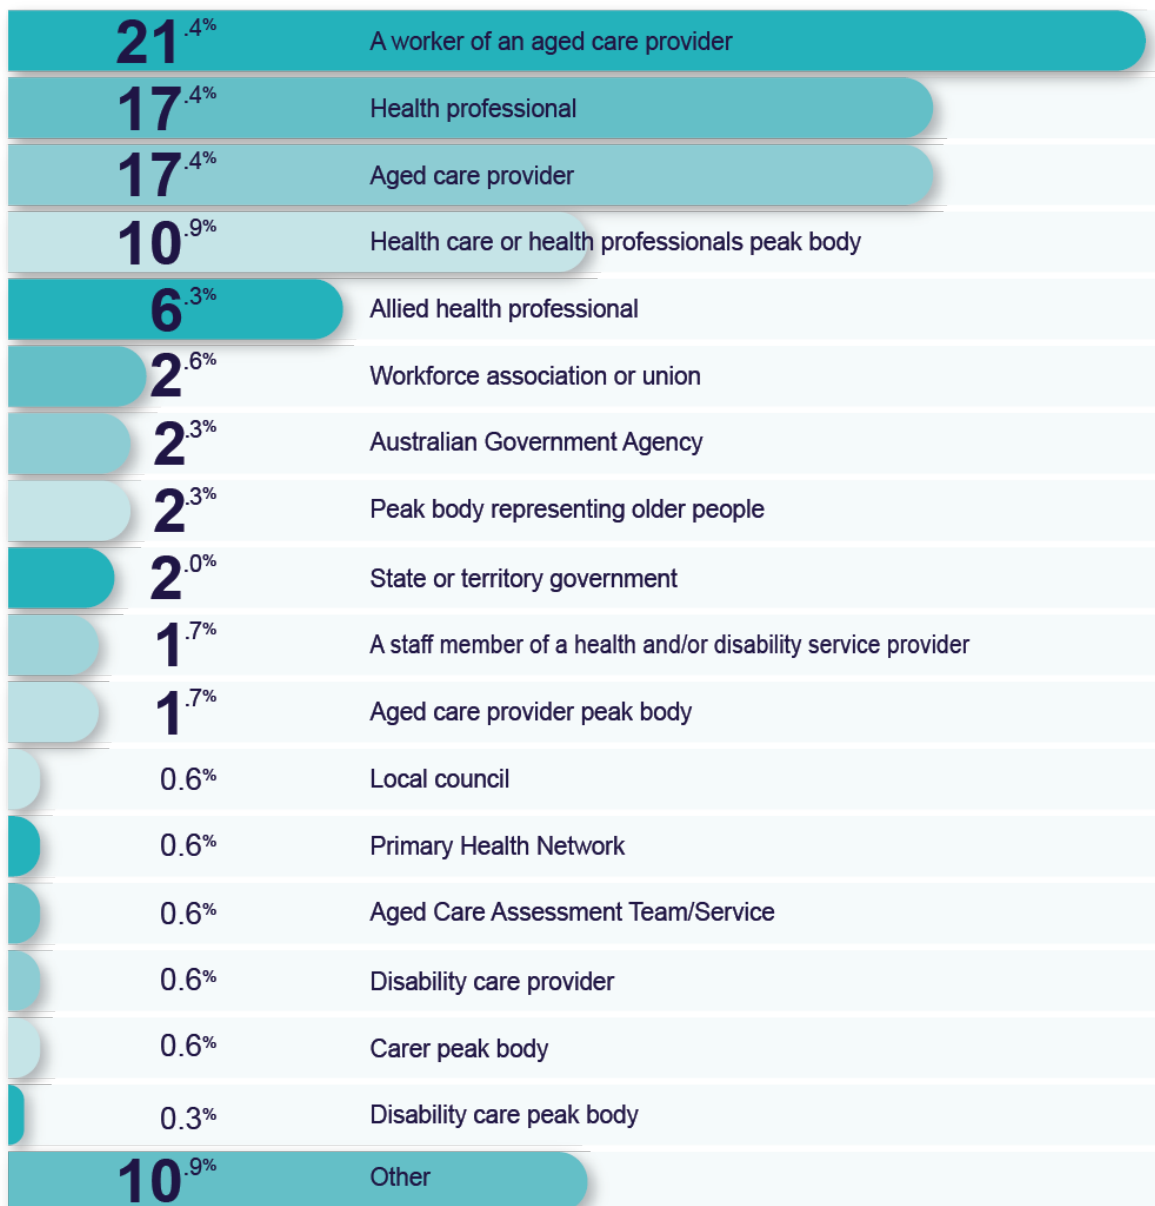 21.4% A worker of an aged care provider
17.4% Health professional
17.4% Aged care provider
10.9% Health care or health professionals peak body
6.3% Allied health professional
2.6% Workforce association or union
2.3% Australian Government Agency
2.3% Peak body representing older people
2.0% State or territory government
1.7% A staff member of a health and/or disability service provider
1.7% Aged care provider peak body
0.6% Local council
0.6% Primary Health Network
0.6% Aged Care Assessment Team/Service
0.6% Disability care provider
0.6% Carer peak body
0.3% Disability care peak body
10.9% Other